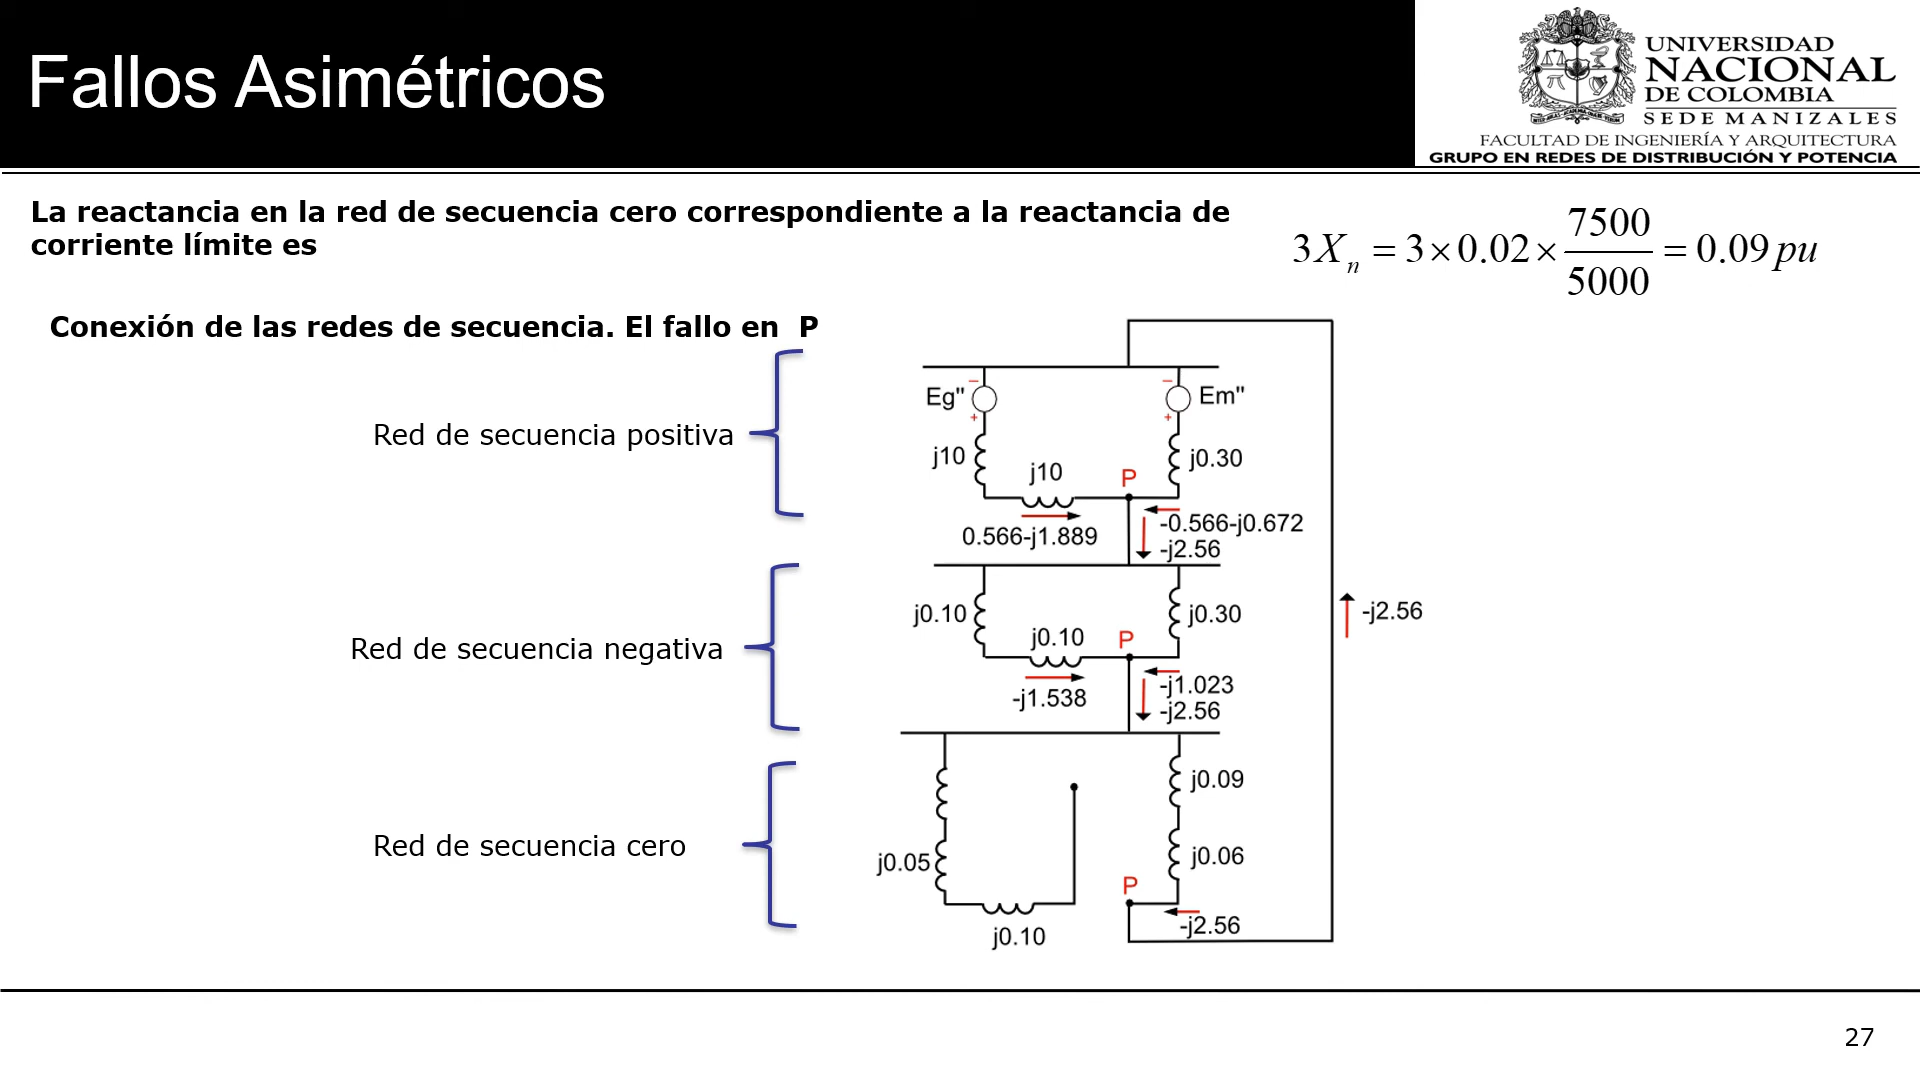 Fallos Asimétricos
UNIVERSIDAD
NACIONAL
DE COLOMBIA
SEDE MANIZALES
FACULTAD DE INGENIERÍA Y ARQUITECTURA
GRUPO EN REDES DE DISTRIBUCIÓN Y POTENCIA
La reactancia en la red de secuencia cero correspondiente a la reactancia de
corriente límite es
3Xn = 3×0.02× 7500/5000 = 0.09 pu
Conexión de las redes de secuencia. El fallo en P
Red de secuencia positiva
Eg"
−
+
−
+
Em"
j10
j10
P
j0.30
0.566-j1.889
-0.566-j0.672
-j2.56
Red de secuencia negativa
j0.10
j0.10
P
j0.30
-j2.56
-j1.538
-j1.023
-j2.56
Red de secuencia cero
j0.09
j0.05
j0.06
P
j0.10
-j2.56
27